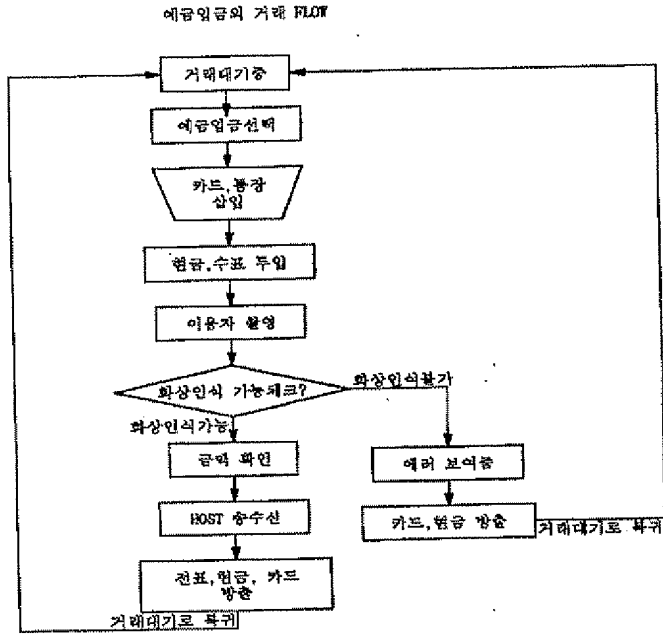 예금입금의 거래 FLOW
거래대기중
예금입금선택
카드,통장
삽입
현금,수표 투입
이용자 촬영
화상인식 가능체크?
화상인식불가
화상인식가능
금액 확인
에러 보여줌
HOST 송수신
카드,현금 방출
거래대기로 복귀
전표,현금, 카드
방출
거래대기로 복귀